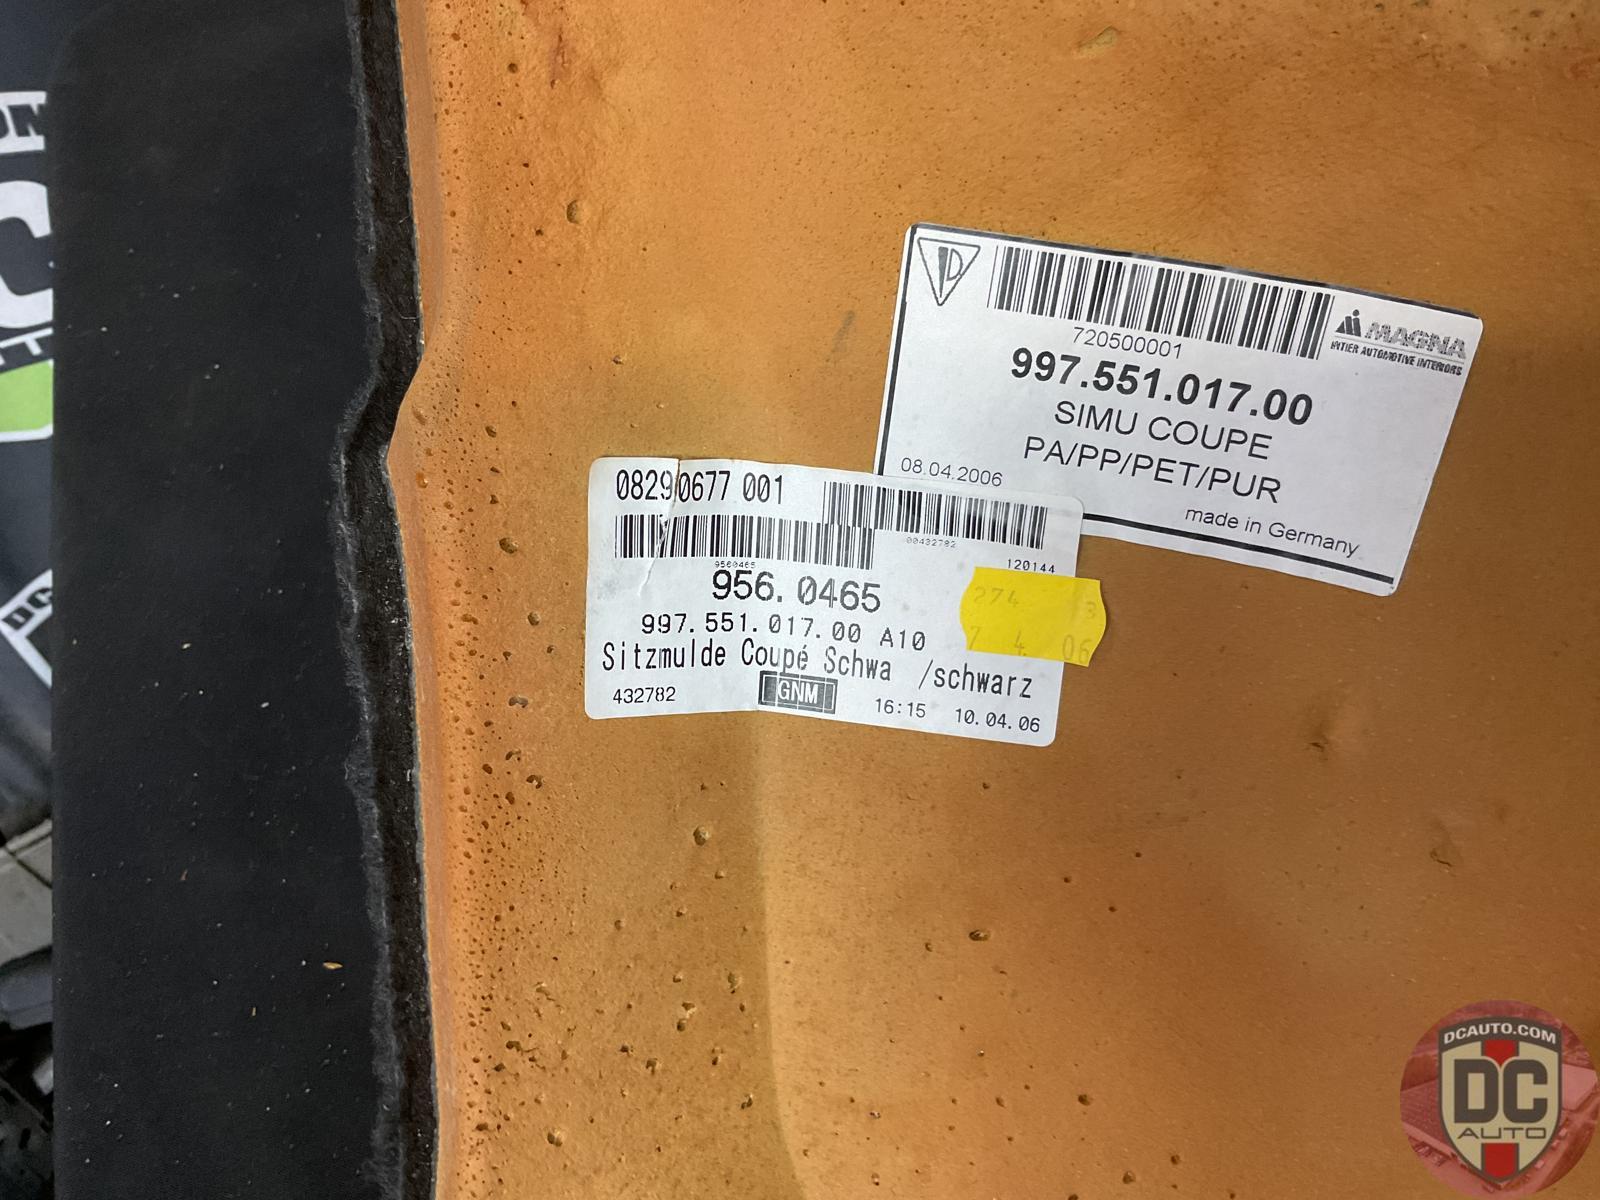 720500001
MAGNA
INTIER AUTOMOTIVE INTERIORS
997.551.017.00
SIMU COUPE
PA/PP/PET/PUR
08.04.2006
made in Germany
08290677 001
00432782
9560465
120144
956.0465
274 3
7 4 06
997.551.017.00 A10
Sitzmulde Coupé Schwa /schwarz
432782
GNM
16:15 10.04.06
DCAUTO.COM
DC
AUTO